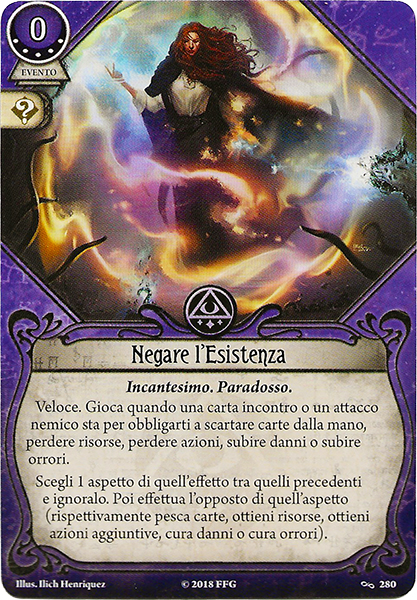 0
EVENTO
?
Negare l'Esistenza
Incantesimo. Paradosso.
Veloce. Gioca quando una carta incontro o un attacco
nemico sta per obbligarti a scartare carte dalla mano,
perdere risorse, perdere azioni, subire danni o subire
orrori.
Scegli 1 aspetto di quell'effetto tra quelli precedenti
e ignoralo. Poi effettua l'opposto di quell'aspetto
(rispettivamente pesca carte, ottieni risorse, ottieni
azioni aggiuntive, cura danni o cura orrori).
Illus. Ilich Henriquez © 2018 FFG 280